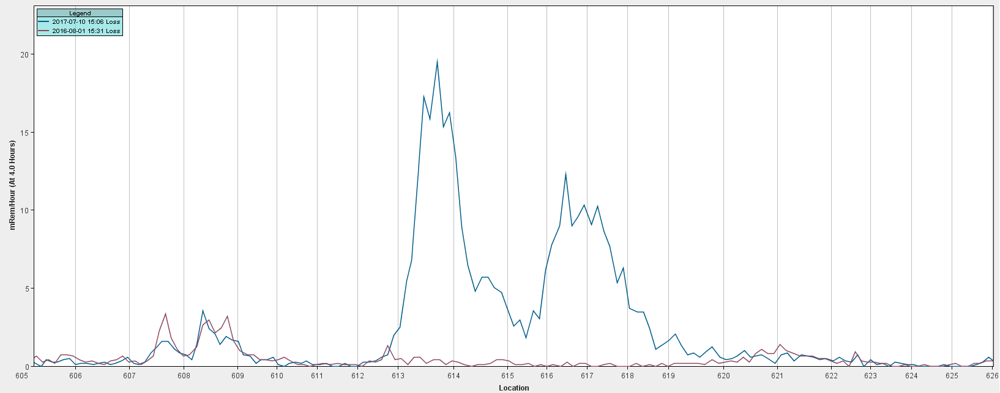 Legend
2017-07-10 15:06 Loss
2016-08-01 15:31 Loss
mRem/Hour (At 4.0 Hours)
20
15
10
5
0
605 606 607 608 609 610 611 612 613 614 615 616 617 618 619 620 621 622 623 624 625 626
Location